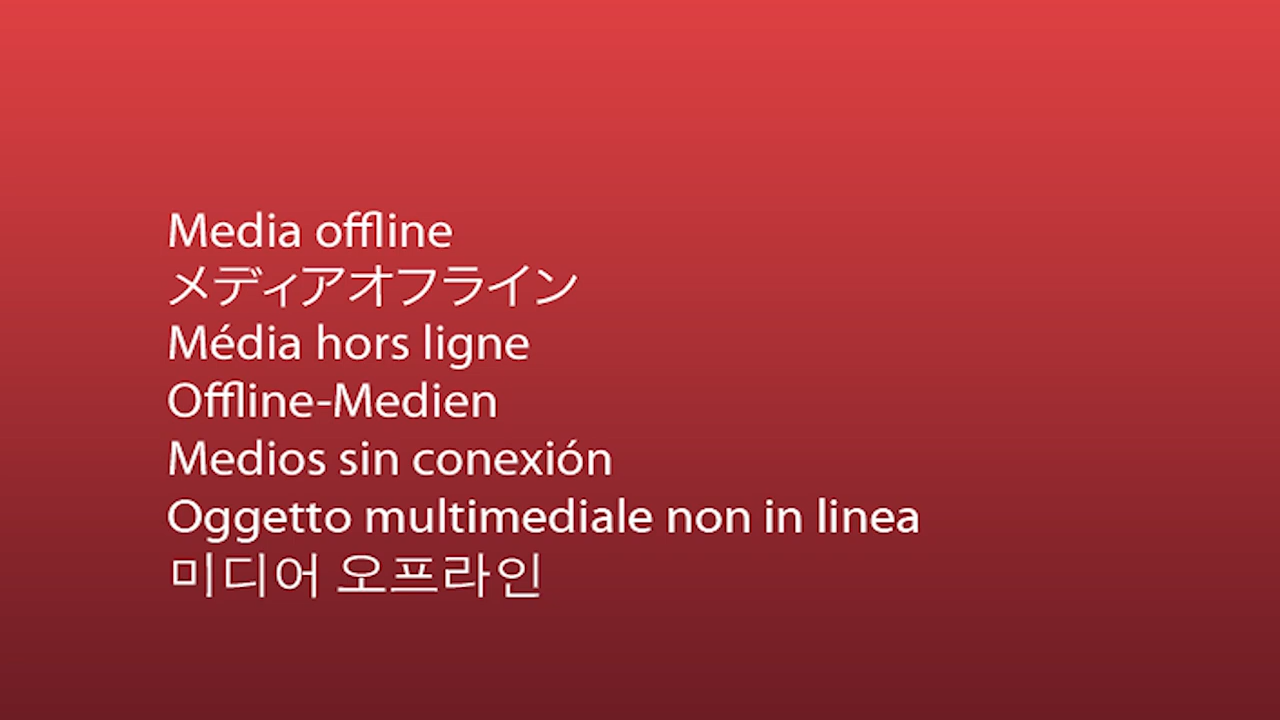 Media offline
メディアオフライン
Média hors ligne
Offline-Medien
Medios sin conexión
Oggetto multimediale non in linea
미디어 오프라인